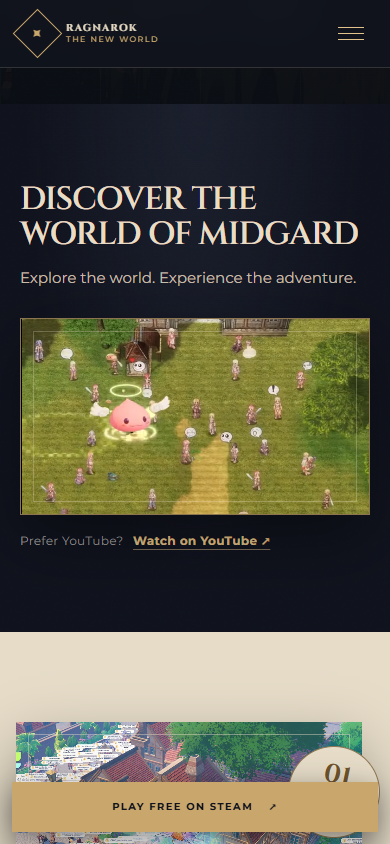 RAGNAROK
THE NEW WORLD
DISCOVER THE
WORLD OF MIDGARD
Explore the world. Experience the adventure.
Prefer YouTube? Watch on YouTube ↗
01
PLAY FREE ON STEAM ↗